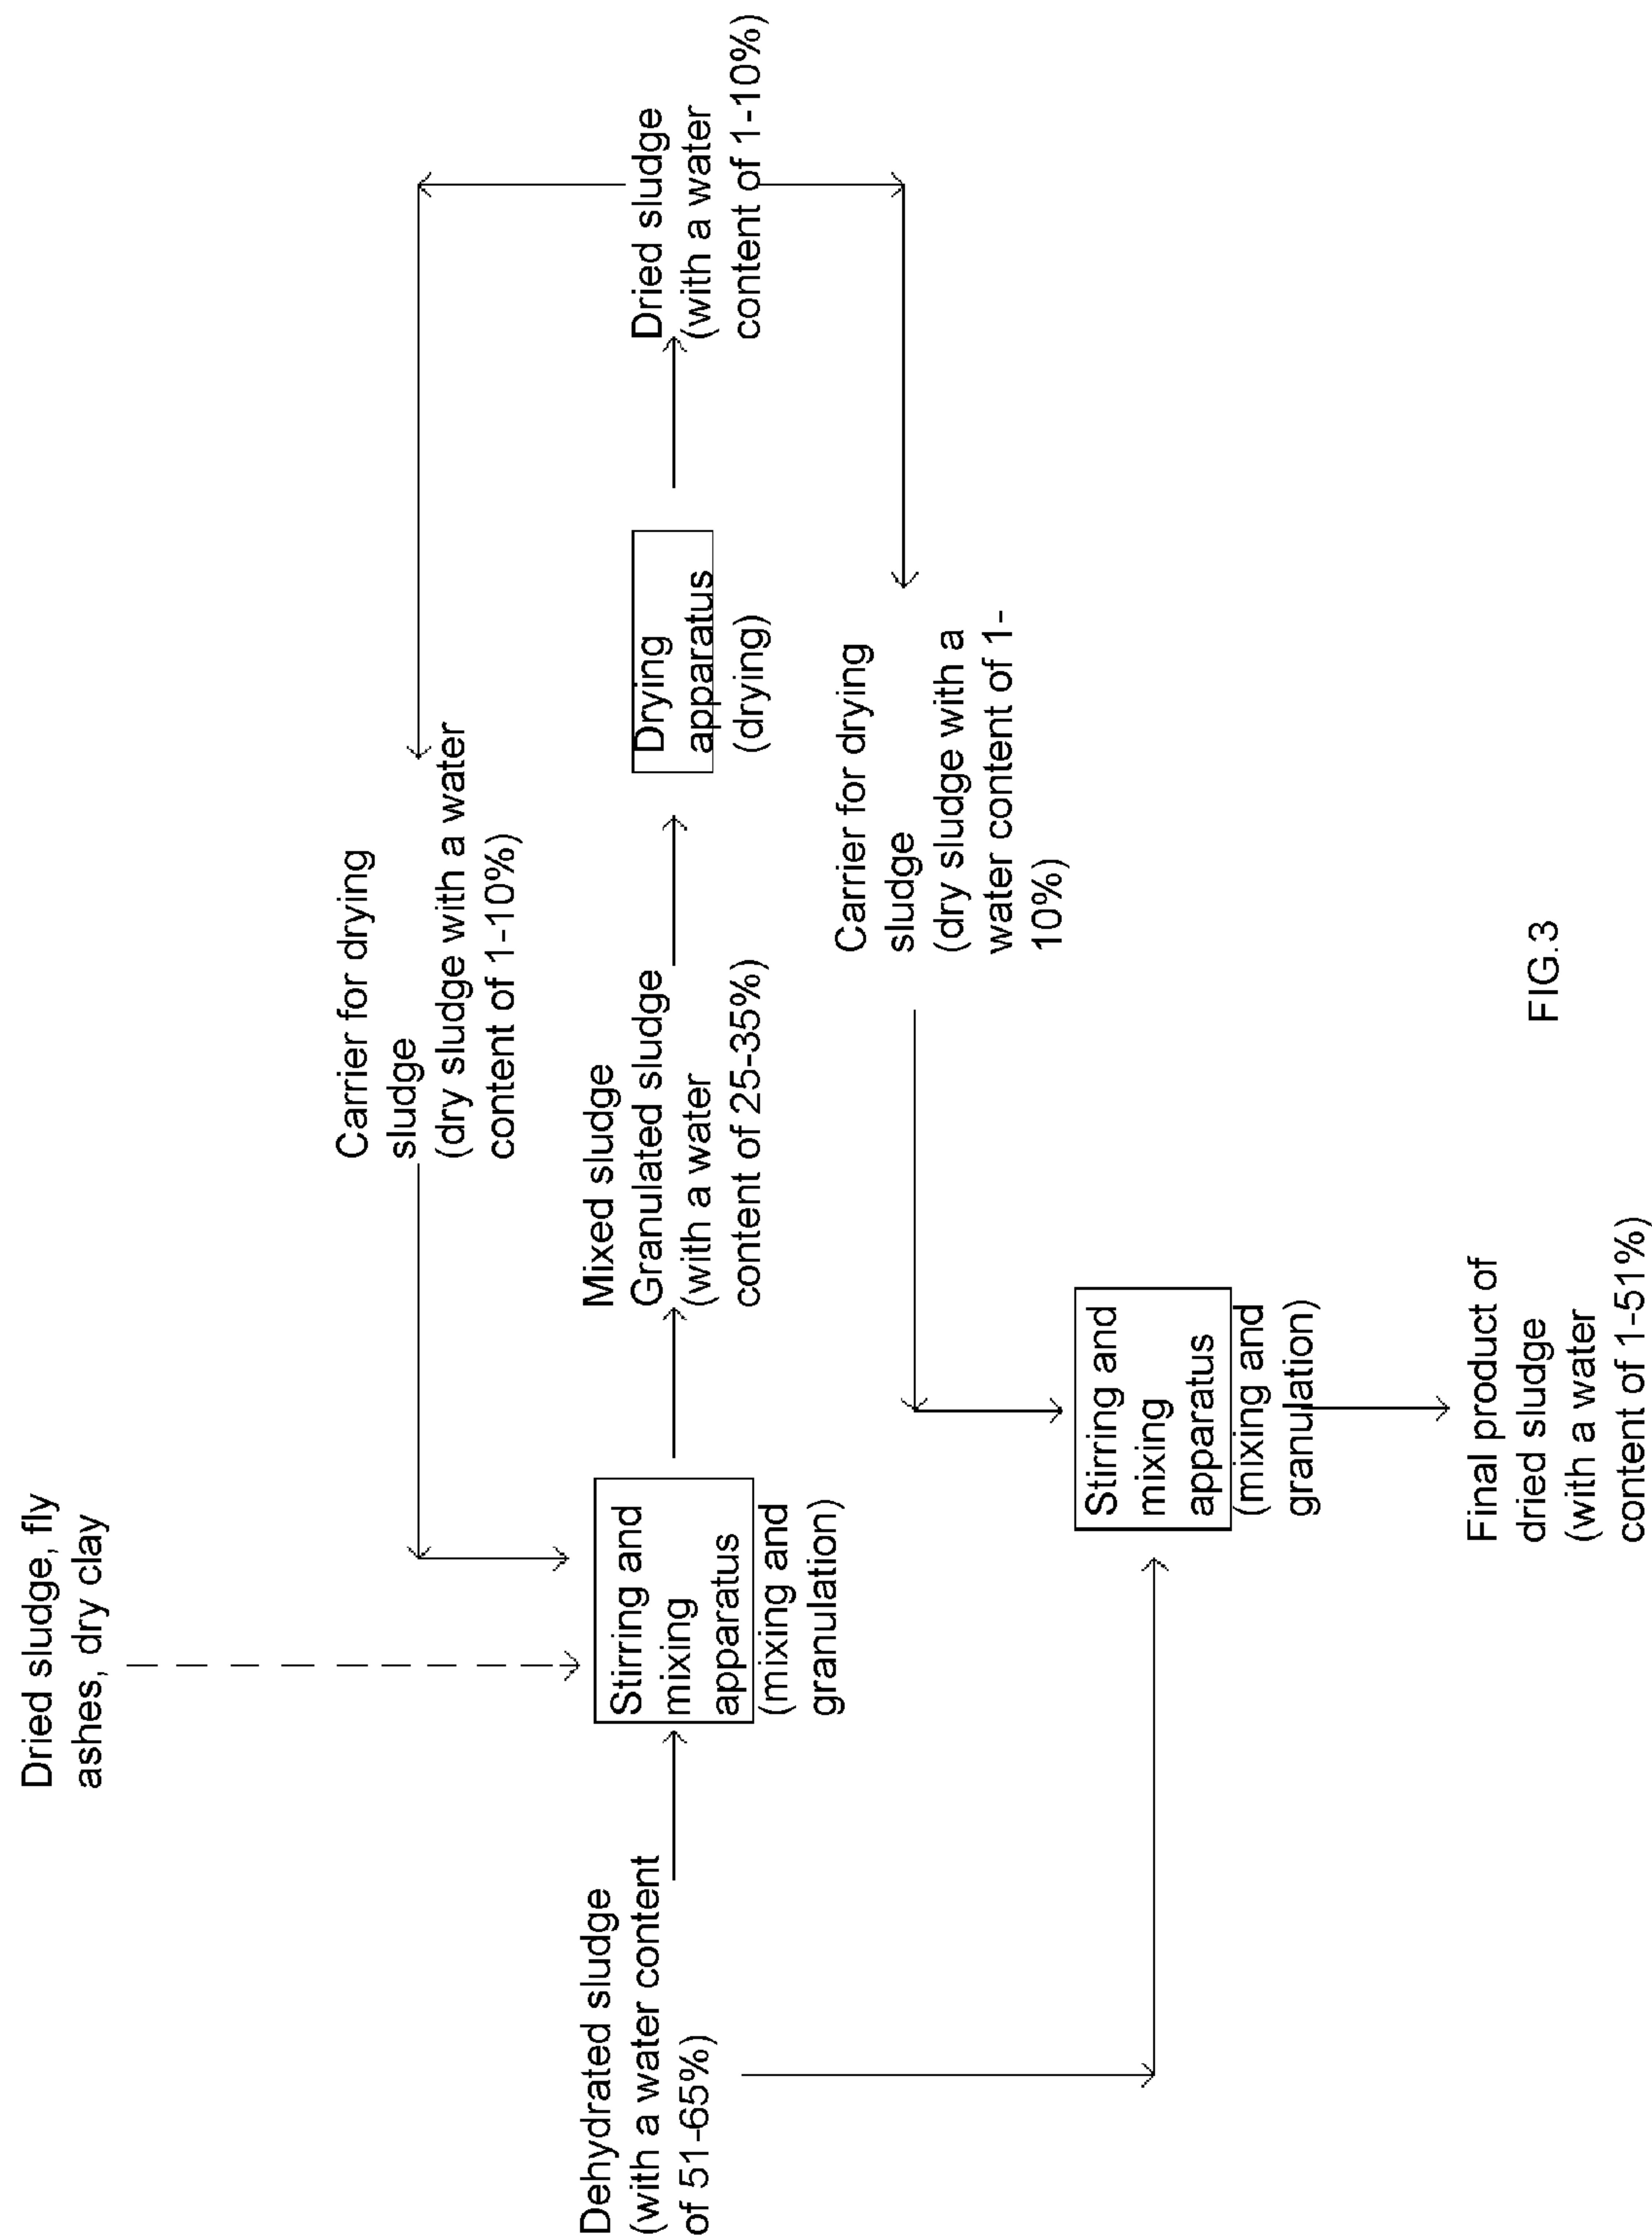 Dried sludge, fly
ashes, dry clay
Carrier for drying
sludge
(dry sludge with a water
content of 1-10%)
Dehydrated sludge
(with a water content
of 51-65%)
Stirring and
mixing
apparatus
(mixing and
granulation)
Mixed sludge
Granulated sludge
(with a water
content of 25-35%)
Drying
apparatus
(drying)
Dried sludge
(with a water
content of 1-10%)
Carrier for drying
sludge
(dry sludge with a
water content of 1-
10%)
Stirring and
mixing
apparatus
(mixing and
granulation)
Final product of
dried sludge
(with a water
content of 1-51%)
FIG.3